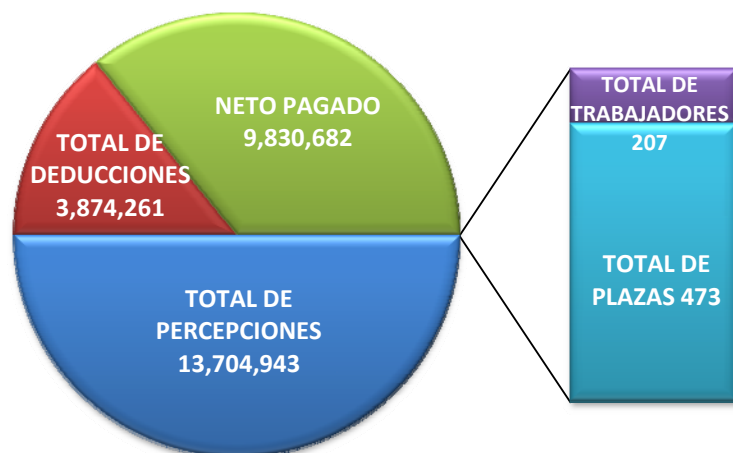 NETO PAGADO
9,830,682
TOTAL DE
DEDUCCIONES
3,874,261
TOTAL DE
PERCEPCIONES
13,704,943
TOTAL DE
TRABAJADORES
207
TOTAL DE
PLAZAS 473